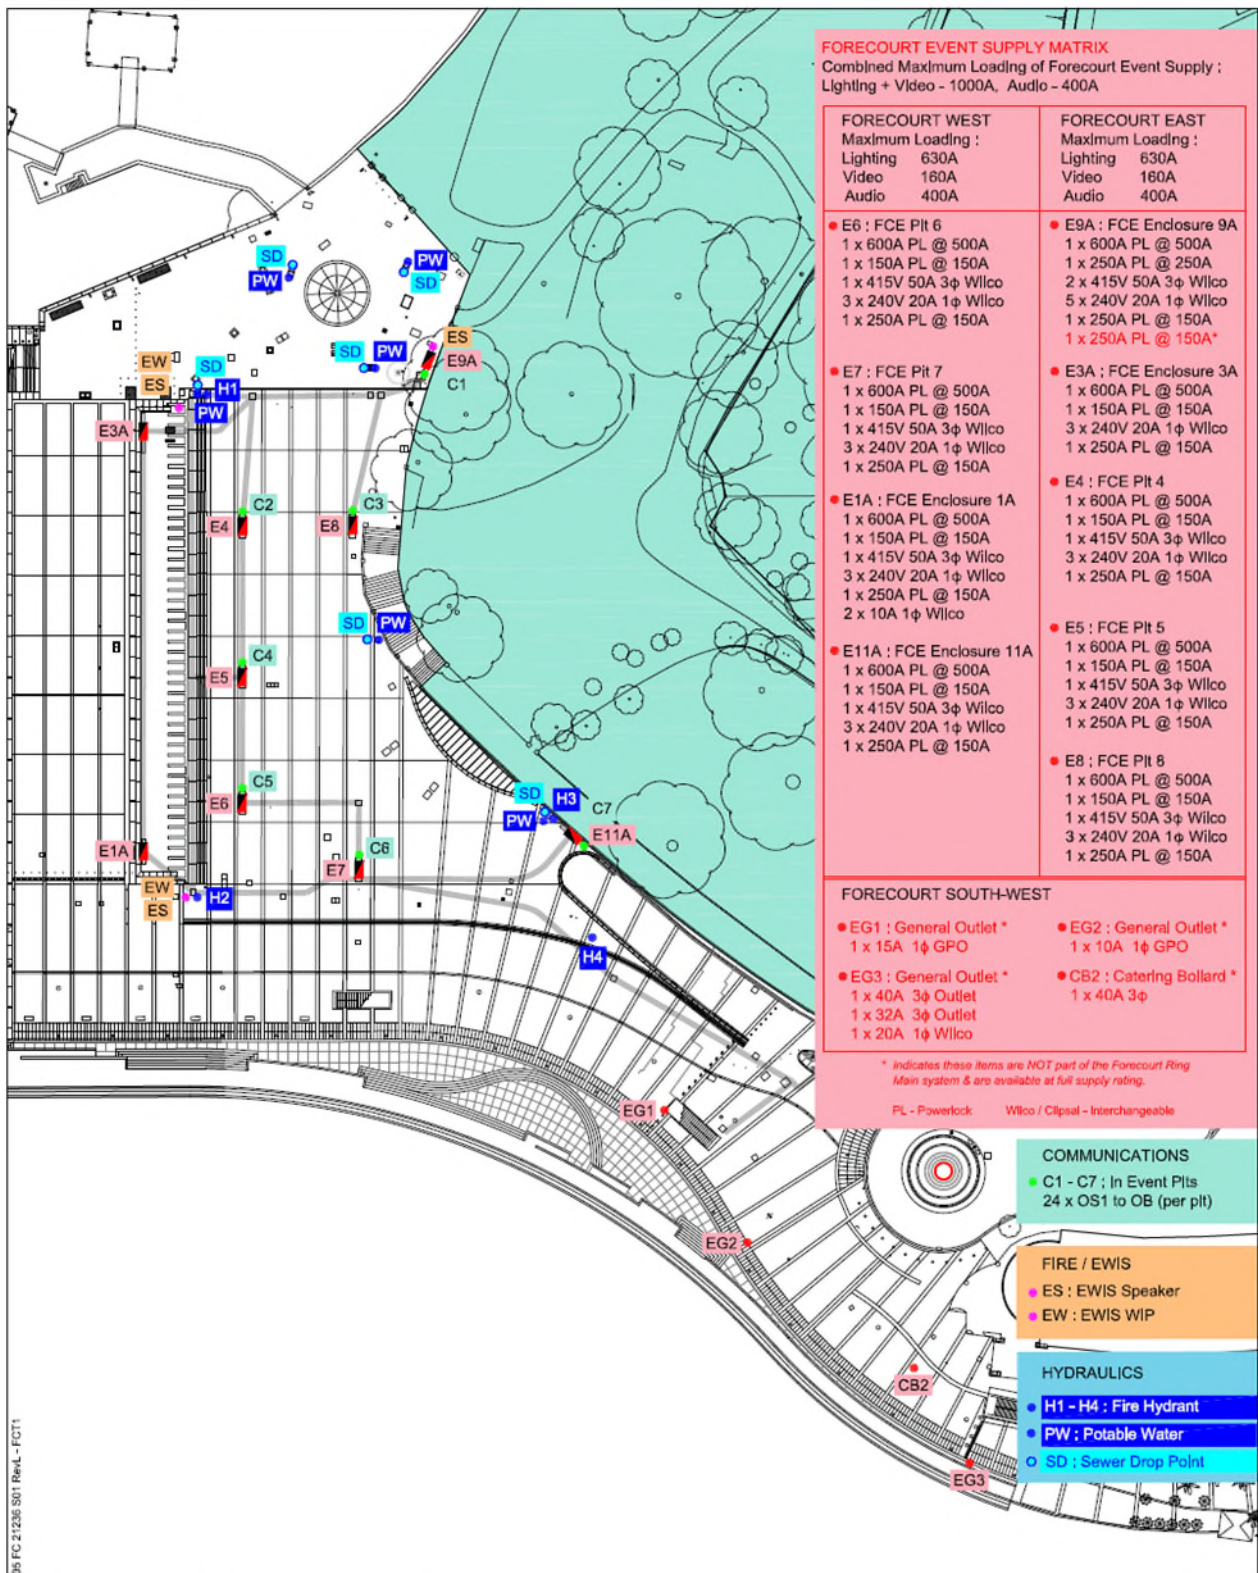 FORECOURT EVENT SUPPLY MATRIX
Combined Maximum Loading of Forecourt Event Supply :
Lighting + Video - 1000A, Audio - 400A
FORECOURT WEST
Maximum Loading :
Lighting 630A
Video 160A
Audio 400A
E6 : FCE Pit 6
1 x 600A PL @ 500A
1 x 150A PL @ 150A
1 x 415V 50A 3ϕ Wilco
3 x 240V 20A 1ϕ Wilco
1 x 250A PL @ 150A
E7 : FCE Pit 7
1 x 600A PL @ 500A
1 x 150A PL @ 150A
1 x 415V 50A 3ϕ Wilco
3 x 240V 20A 1ϕ Wilco
1 x 250A PL @ 150A
E1A : FCE Enclosure 1A
1 x 600A PL @ 500A
1 x 150A PL @ 150A
1 x 415V 50A 3ϕ Wilco
3 x 240V 20A 1ϕ Wilco
1 x 250A PL @ 150A
2 x 10A 1ϕ Wilco
E11A : FCE Enclosure 11A
1 x 600A PL @ 500A
1 x 150A PL @ 150A
1 x 415V 50A 3ϕ Wilco
3 x 240V 20A 1ϕ Wilco
1 x 250A PL @ 150A
FORECOURT EAST
Maximum Loading :
Lighting 630A
Video 160A
Audio 400A
E9A : FCE Enclosure 9A
1 x 600A PL @ 500A
1 x 250A PL @ 250A
2 x 415V 50A 3ϕ Wilco
5 x 240V 20A 1ϕ Wilco
1 x 250A PL @ 150A
1 x 250A PL @ 150A*
E3A : FCE Enclosure 3A
1 x 600A PL @ 500A
1 x 150A PL @ 150A
3 x 240V 20A 1ϕ Wilco
1 x 250A PL @ 150A
E4 : FCE Pit 4
1 x 600A PL @ 500A
1 x 150A PL @ 150A
1 x 415V 50A 3ϕ Wilco
3 x 240V 20A 1ϕ Wilco
1 x 250A PL @ 150A
E5 : FCE Pit 5
1 x 600A PL @ 500A
1 x 150A PL @ 150A
1 x 415V 50A 3ϕ Wilco
3 x 240V 20A 1ϕ Wilco
1 x 250A PL @ 150A
E8 : FCE Pit 8
1 x 600A PL @ 500A
1 x 150A PL @ 150A
1 x 415V 50A 3ϕ Wilco
3 x 240V 20A 1ϕ Wilco
1 x 250A PL @ 150A
FORECOURT SOUTH-WEST
EG1 : General Outlet *
1 x 15A 1ϕ GPO
EG2 : General Outlet *
1 x 10A 1ϕ GPO
EG3 : General Outlet *
1 x 40A 3ϕ Outlet
1 x 32A 3ϕ Outlet
1 x 20A 1ϕ Wilco
CB2 : Catering Bollard *
1 x 40A 3ϕ
* indicates these items are NOT part of the Forecourt Ring
Main system & are available at full supply rating.
PL - Powerlock Wilco / Clipsal - Interchangeable
COMMUNICATIONS
C1 - C7 : In Event Pits
24 x OS1 to OB (per pit)
FIRE / EWIS
ES : EWIS Speaker
EW : EWIS WIP
HYDRAULICS
H1 - H4 : Fire Hydrant
PW : Potable Water
SD : Sewer Drop Point
SD
PW
PW
SD
ES
E9A
C1
SD
PW
EW
ES
SD
H1
PW
E3A
C2
E4
C3
E8
PW
SD
C4
E5
C5
E6
SD
H3
PW
C7
E11A
E1A
C6
E7
EW
ES
H2
H4
EG1
EG2
CB2
EG3
05 FC 21236 S01 RevL - FCT1